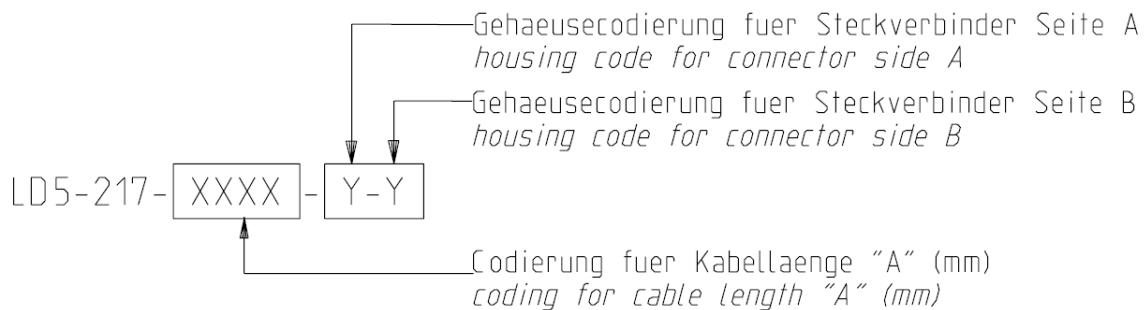 Gehaeusecodierung fuer Steckverbinder Seite A
housing code for connector side A
Gehaeusecodierung fuer Steckverbinder Seite B
housing code for connector side B
LD5-217-XXXX-Y-Y
Codierung fuer Kabellaenge "A" (mm)
coding for cable length "A" (mm)